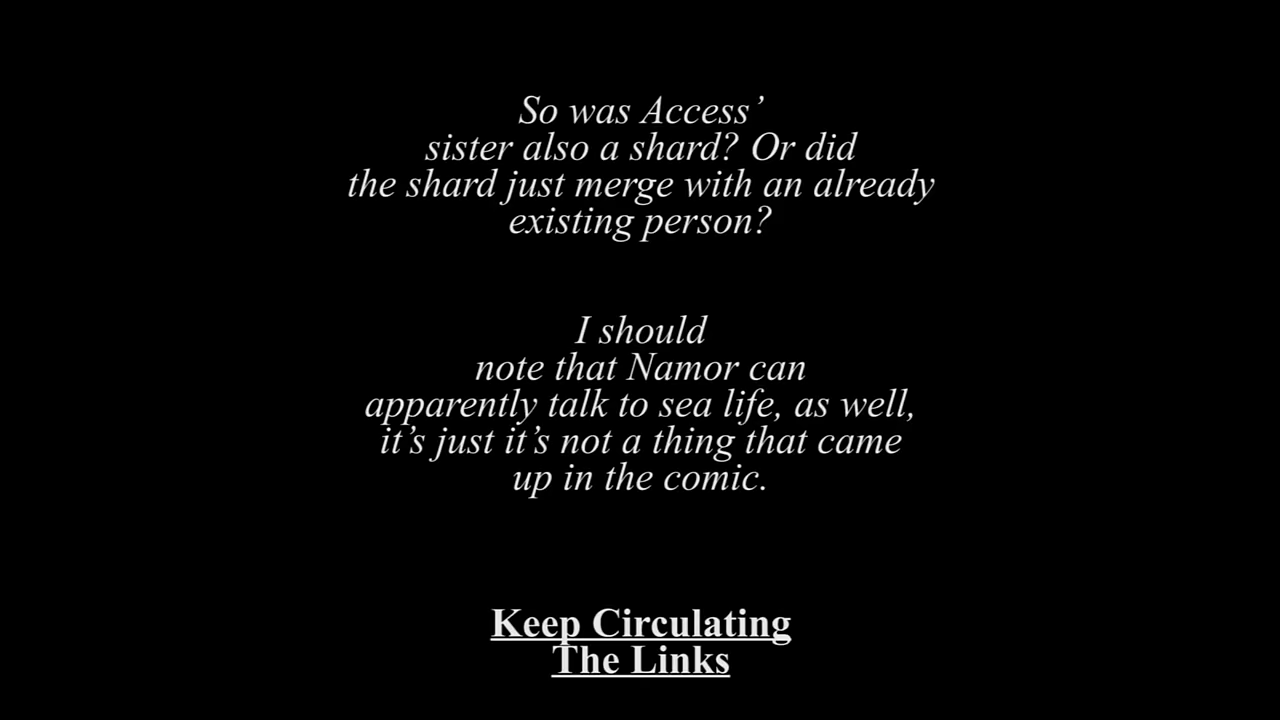 So was Access’
sister also a shard? Or did
the shard just merge with an already
existing person?
I should
note that Namor can
apparently talk to sea life, as well,
it’s just it’s not a thing that came
up in the comic.
Keep Circulating
The Links